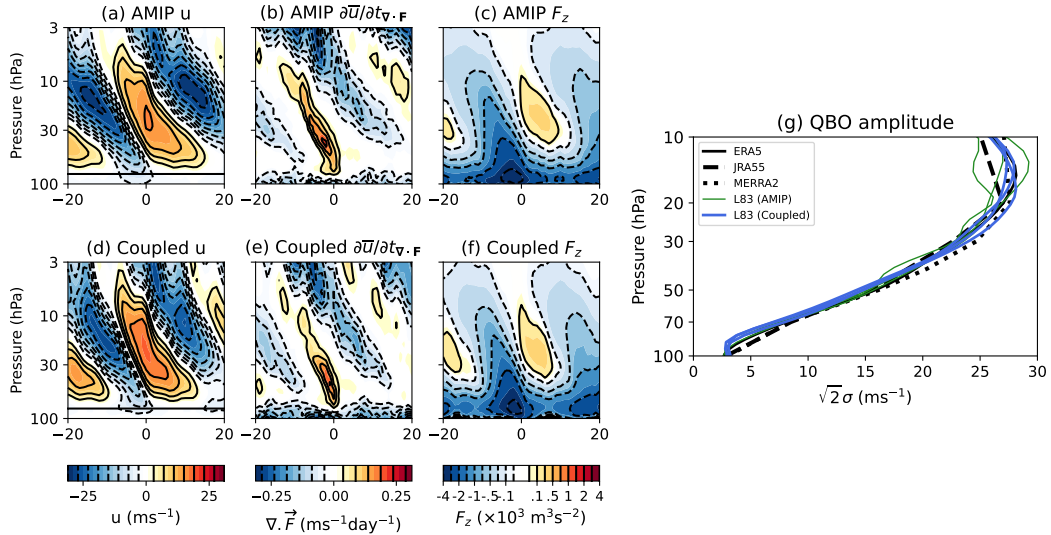 (a) AMIP u
(b) AMIP ∂u̅/∂t∇·F
(c) AMIP Fz
3
10
30
100
Pressure (hPa)
−20 0 20
−20 0 20
−20 0 20
(d) Coupled u
(e) Coupled ∂u̅/∂t∇·F
(f) Coupled Fz
3
10
30
100
Pressure (hPa)
−20 0 20
−20 0 20
−20 0 20
−25 0 25
u (ms⁻¹)
−0.25 0.00 0.25
∇.F⃗ (ms⁻¹day⁻¹)
-4 -2 -1 -.5 -.1 .1 .5 1 2 4
Fz (×10³ m³s−2)
(g) QBO amplitude
10
20
30
50
70
100
Pressure (hPa)
ERA5
JRA55
MERRA2
L83 (AMIP)
L83 (Coupled)
0 5 10 15 20 25 30
√2σ (ms⁻¹)